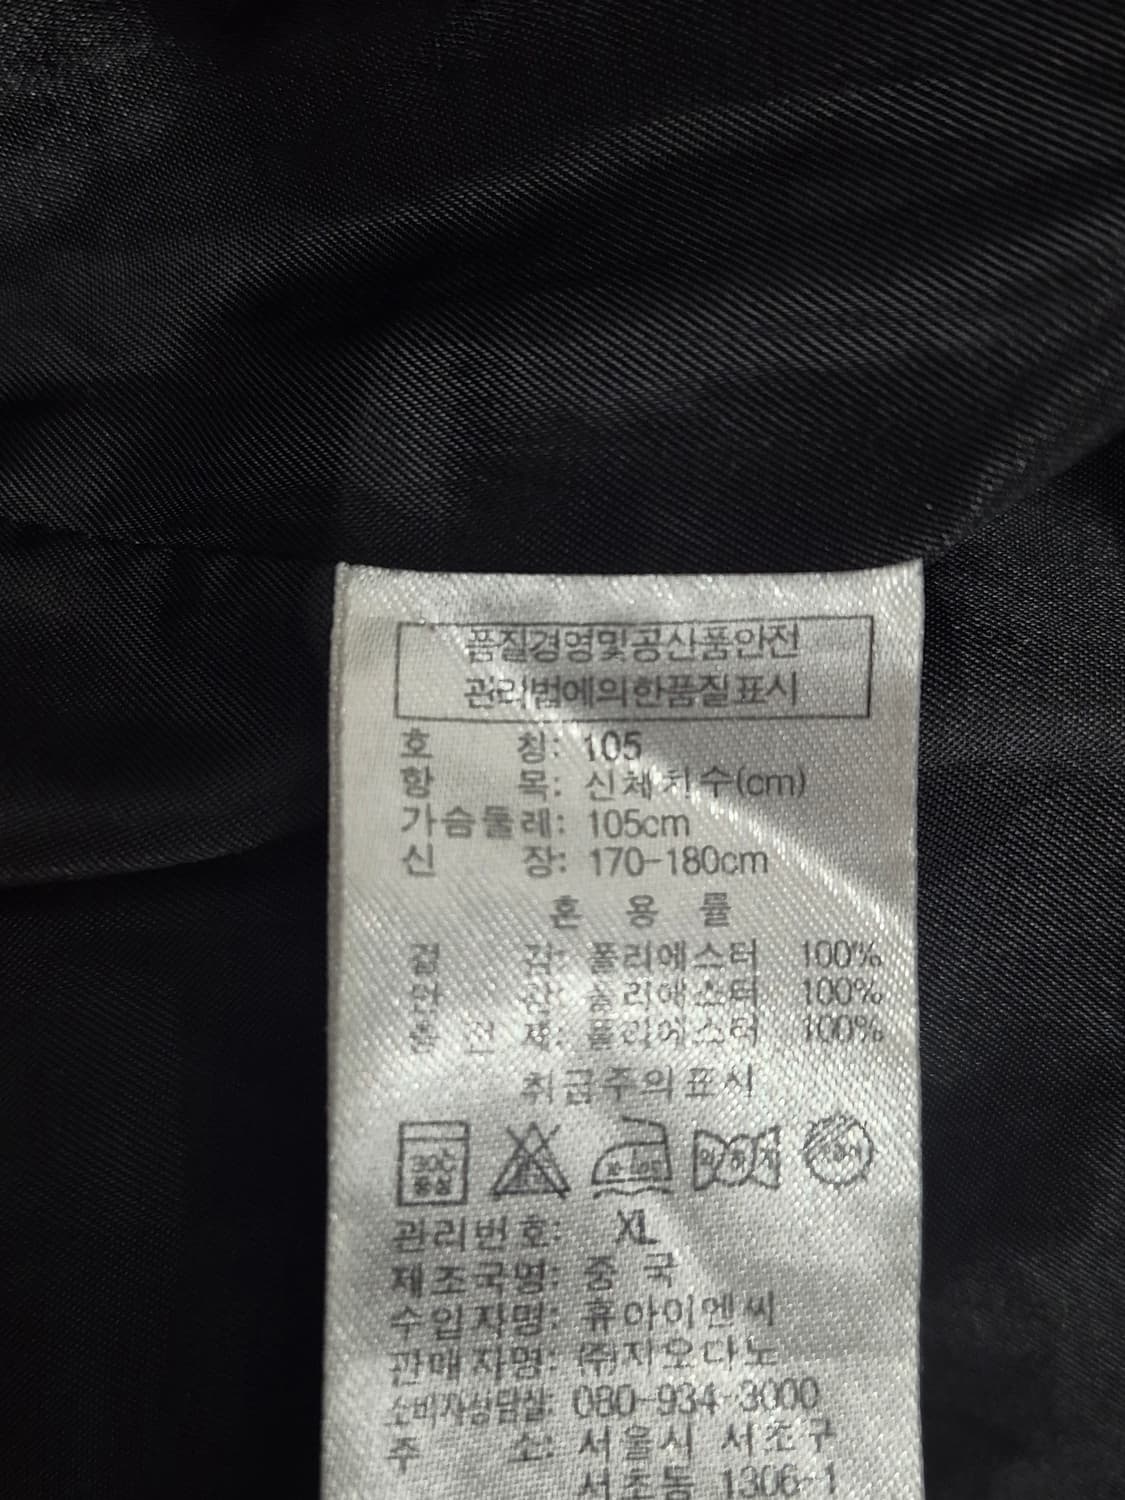 품질경영및공산품안전
관리법에의한품질표시
호 칭: 105
항 목: 신체치수(cm)
가슴둘레: 105cm
신 장: 170-180cm
혼 용 률
겉 감: 폴리에스터 100%
안 감: 폴리에스터 100%
충 전 재: 폴리에스터 100%
취급주의표시
30℃ 중성
관리번호: XL
제조국명: 중 국
수입자명: 휴아이엔씨
판매자명: (주)지오다노
소비자상담실: 080-934-3000
주 소: 서울시 서초구
서초동 1306-1